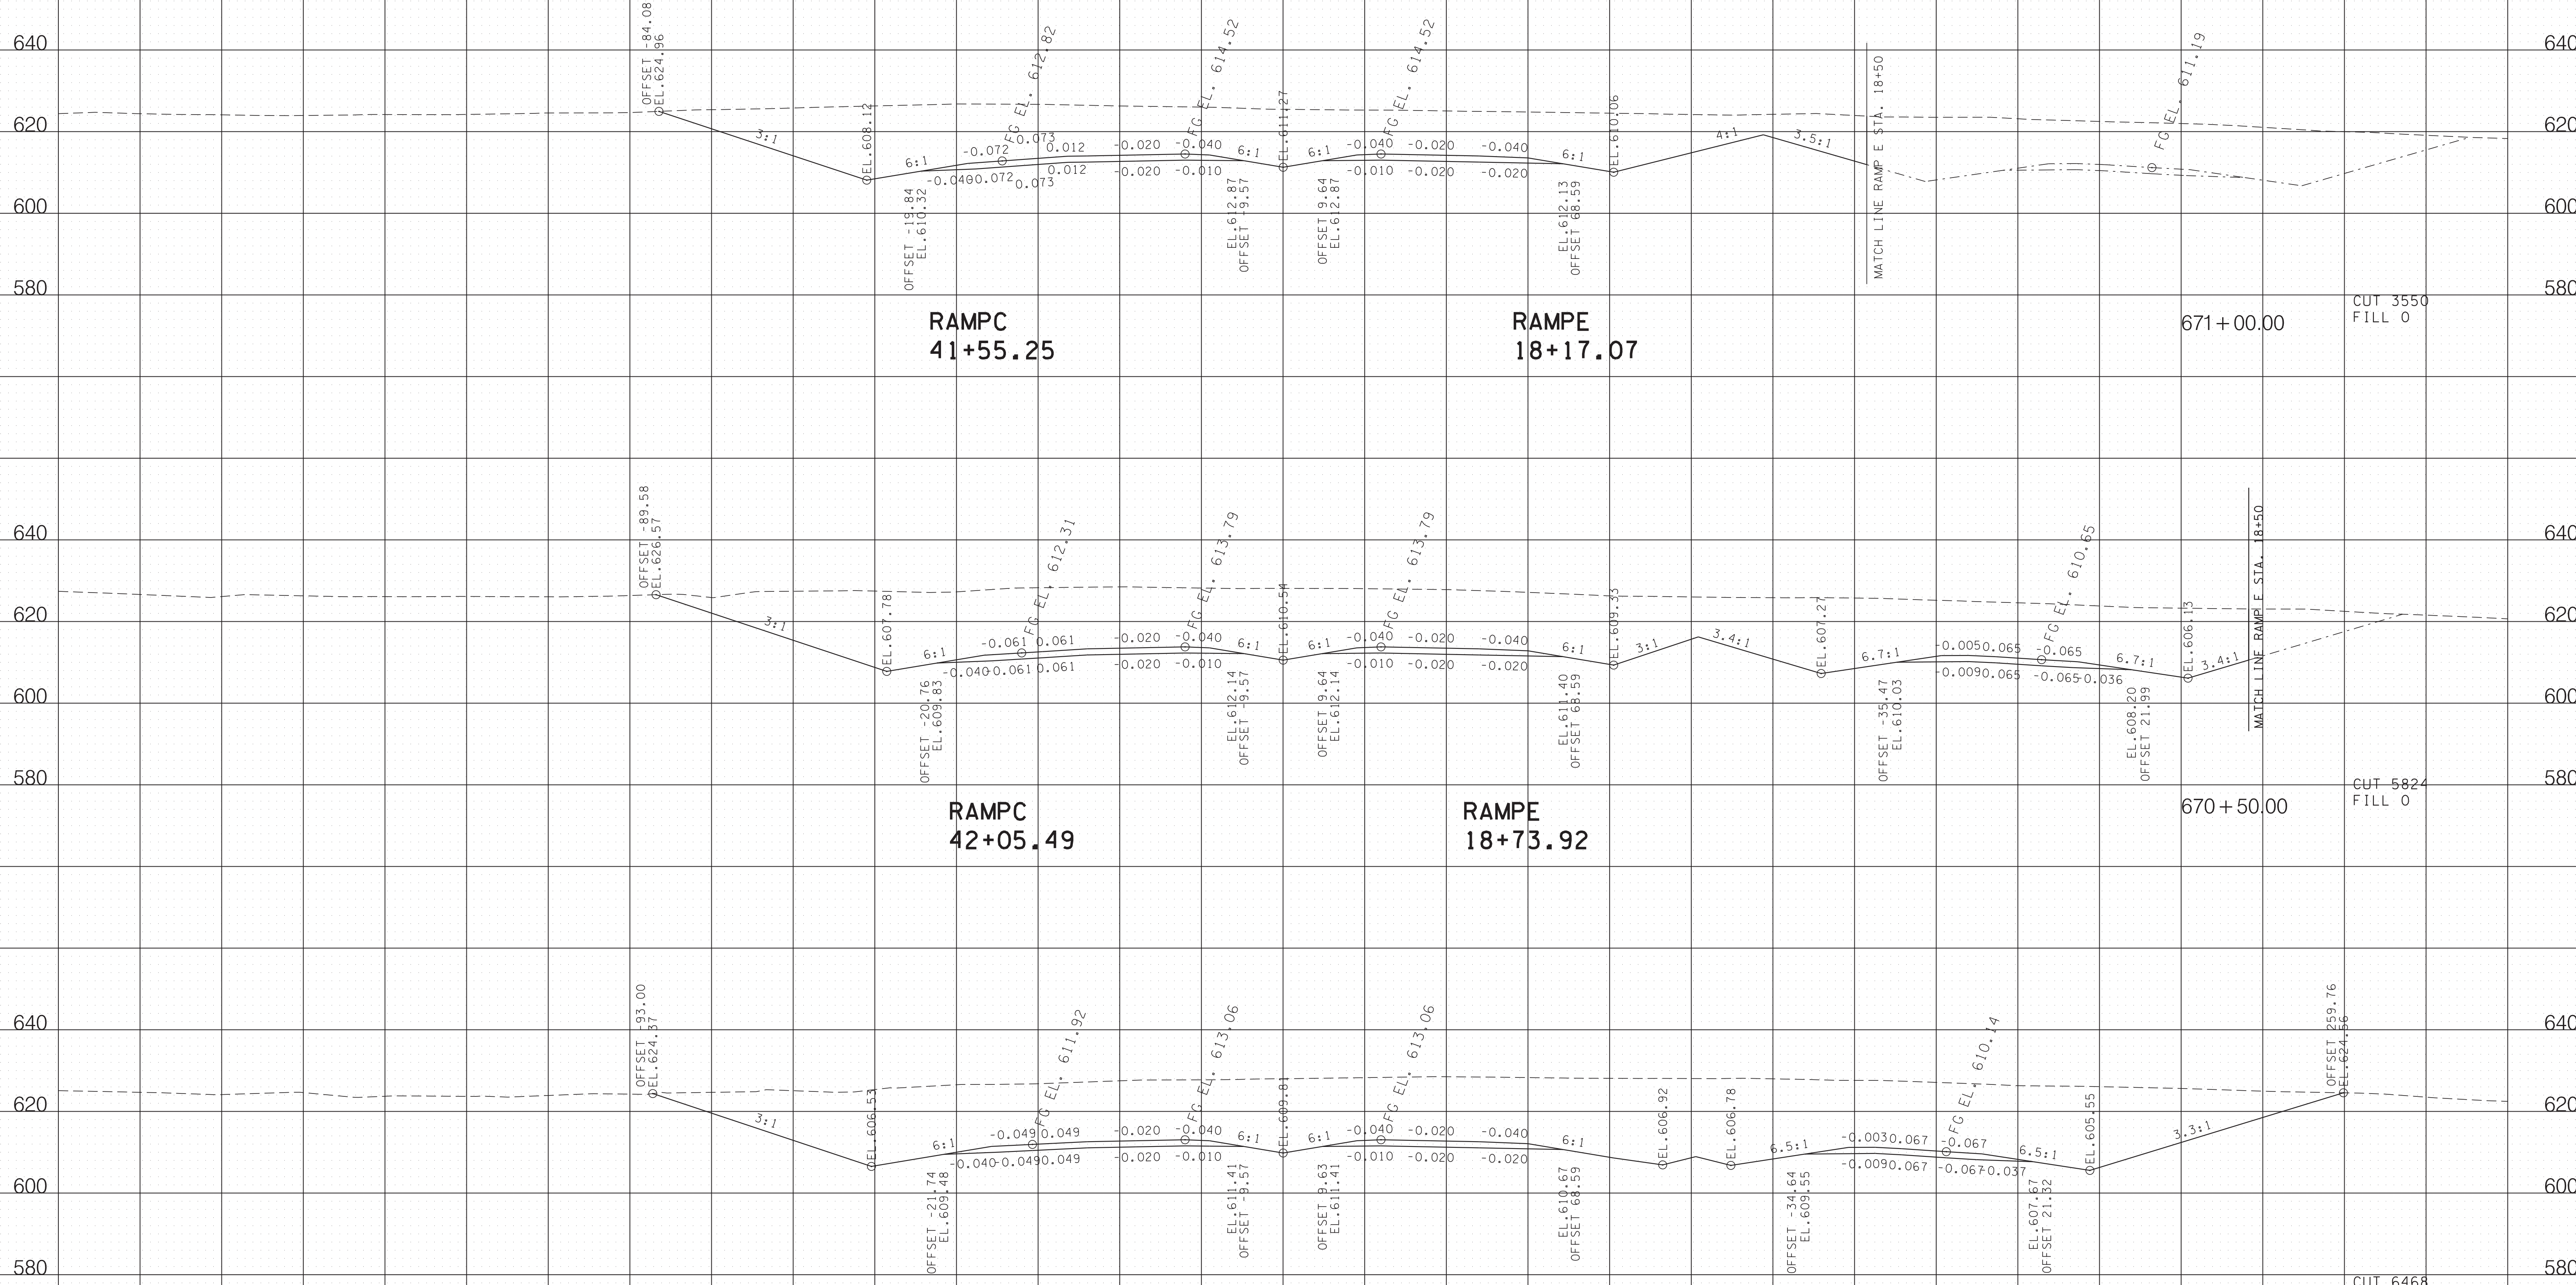 640
620
600
580
OFFSET -84.08
EL.624.96
3:1
EL.608.12
6:1
OFFSET -19.84
EL.610.32
-0.072
-0.040
-0.072
FG EL. 612.82
0.073
0.073
0.012
0.012
-0.020
-0.020
-0.040
-0.010
FG EL. 614.52
6:1
EL.612.87
OFFSET -9.57
EL.611.27
6:1
OFFSET 9.64
EL.612.87
-0.040
-0.010
FG EL. 614.52
-0.020
-0.020
-0.040
-0.020
6:1
EL.612.13
OFFSET 68.59
EL.610.06
4:1
3.5:1
MATCH LINE RAMP E STA. 18+50
FG EL. 611.19
640
620
600
580
RAMPC
41+55.25
RAMPE
18+17.07
671+00.00
CUT 3550
FILL 0
640
620
600
580
OFFSET -89.58
EL.626.57
3:1
EL.607.78
6:1
OFFSET -20.76
EL.609.83
-0.061
0.061
-0.040
-0.061
0.061
FG EL. 612.31
-0.020
-0.020
-0.040
-0.010
FG EL. 613.79
6:1
EL.612.14
OFFSET -9.57
EL.610.54
6:1
OFFSET 9.64
EL.612.14
-0.040
-0.010
FG EL. 613.79
-0.020
-0.020
-0.040
-0.020
6:1
EL.611.40
OFFSET 68.59
EL.609.33
3:1
3.4:1
EL.607.27
6.7:1
OFFSET -35.47
EL.610.03
-0.005
0.065
-0.009
0.065
-0.065
-0.065
-0.036
FG EL. 610.65
6.7:1
EL.608.20
OFFSET 21.99
EL.606.13
3.4:1
MATCH LINE RAMP E STA. 18+50
640
620
600
580
RAMPC
42+05.49
RAMPE
18+73.92
670+50.00
CUT 5824
FILL 0
640
620
600
580
OFFSET -93.00
EL.624.37
3:1
EL.606.53
6:1
OFFSET -21.74
EL.609.48
-0.049
0.049
-0.040
-0.049
0.049
FG EL. 611.92
-0.020
-0.020
-0.040
-0.010
FG EL. 613.06
6:1
EL.611.41
OFFSET -9.57
EL.609.81
6:1
OFFSET 9.63
EL.611.41
-0.040
-0.010
FG EL. 613.06
-0.020
-0.020
-0.040
-0.020
6:1
EL.610.67
OFFSET 68.59
EL.606.92
EL.606.78
6.5:1
OFFSET -34.64
EL.609.55
-0.003
0.067
-0.009
0.067
-0.067
-0.067
-0.037
FG EL. 610.14
6.5:1
EL.607.67
OFFSET 21.32
EL.605.55
3.3:1
OFFSET 259.76
EL.624.56
640
620
600
580
CUT 6468